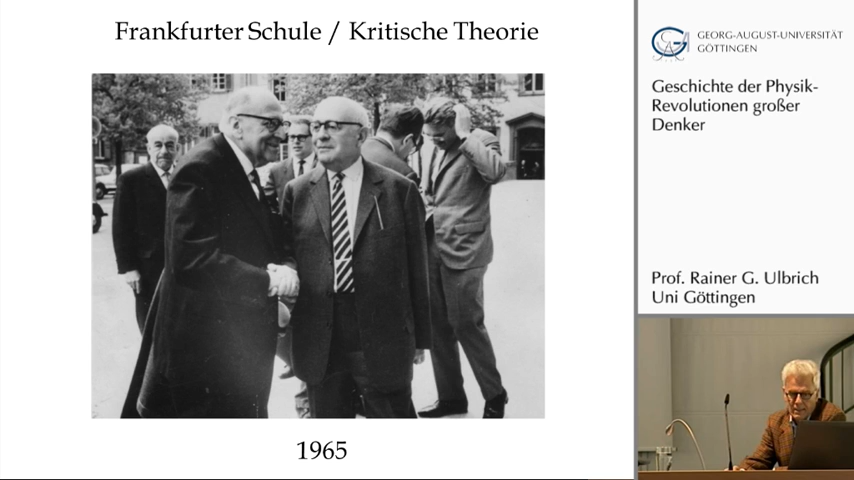 Frankfurter Schule / Kritische Theorie
1965
GEORG-AUGUST-UNIVERSITÄT
GÖTTINGEN
Geschichte der Physik-
Revolutionen großer
Denker
Prof. Rainer G. Ulbrich
Uni Göttingen